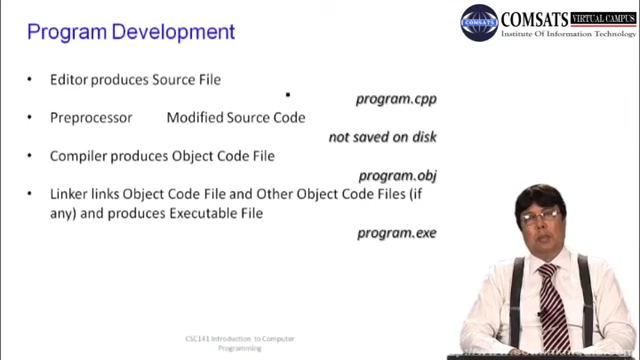 Program Development
COMSATS VIRTUAL CAMPUS
Institute Of Information Technology
• Editor produces Source File
program.cpp
• Preprocessor Modified Source Code
not saved on disk
• Compiler produces Object Code File
program.obj
• Linker links Object Code File and Other Object Code Files (if
any) and produces Executable File
program.exe
CSC141 Introduction to Computer
Programming